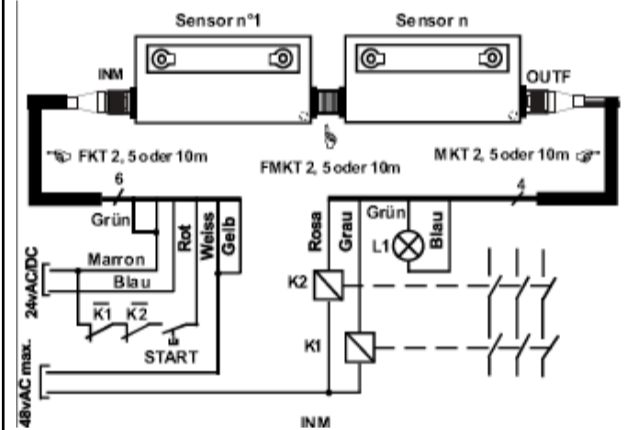 Sensor n°1
Sensor n
INM
OUTF
FKT 2, 5 oder 10m
FMKT 2, 5 oder 10m
MKT 2, 5 oder 10m
6
4
Grün
Rot
Weiss
Gelb
Rosa
Grau
Grün
Blau
L1
Marron
Blau
24vAC/DC
K1
K2
START
K2
K1
48vAC max.
INM